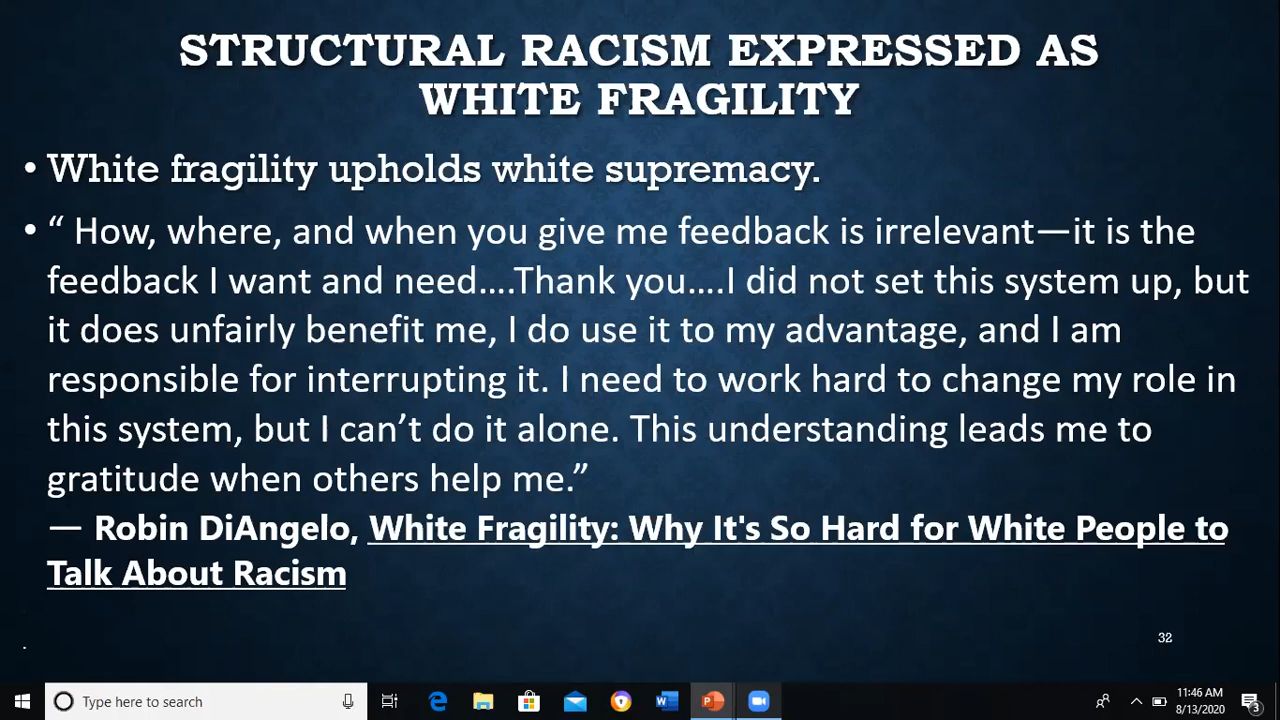 STRUCTURAL RACISM EXPRESSED AS
WHITE FRAGILITY
• White fragility upholds white supremacy.
• “ How, where, and when you give me feedback is irrelevant—it is the
feedback I want and need....Thank you....I did not set this system up, but
it does unfairly benefit me, I do use it to my advantage, and I am
responsible for interrupting it. I need to work hard to change my role in
this system, but I can’t do it alone. This understanding leads me to
gratitude when others help me.”
— Robin DiAngelo, White Fragility: Why It's So Hard for White People to
Talk About Racism
32
.
Type here to search
11:46 AM
8/13/2020
3